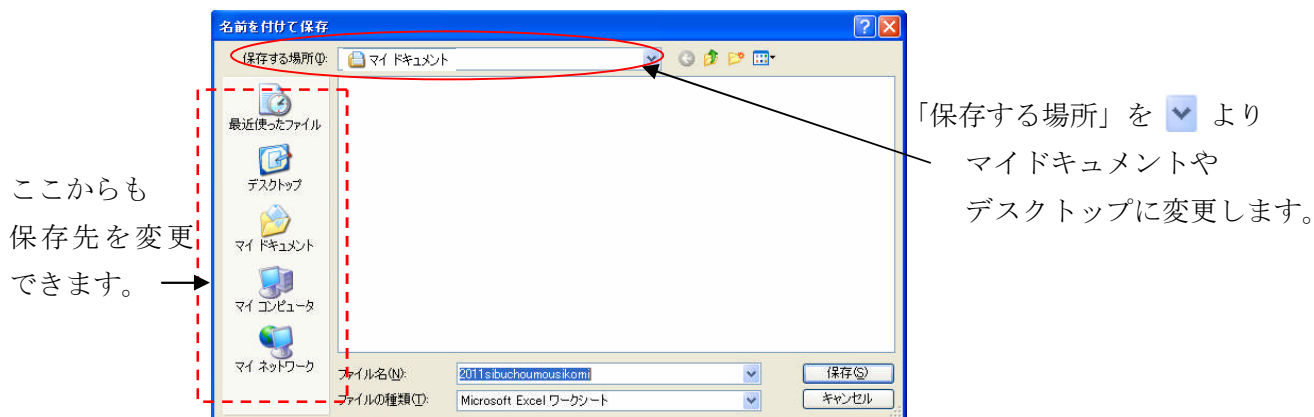 名前を付けて保存
保存する場所(I):
マイ ドキュメント
最近使ったファイル
デスクトップ
マイ ドキュメント
マイ コンピュータ
マイ ネットワーク
ファイル名(N):
2011sibuchoumousikomi
保存(S)
ファイルの種類(T):
Microsoft Excel ワークシート
キャンセル
ここからも
保存先を変更
できます。
「保存する場所」を より
マイドキュメントや
デスクトップに変更します。